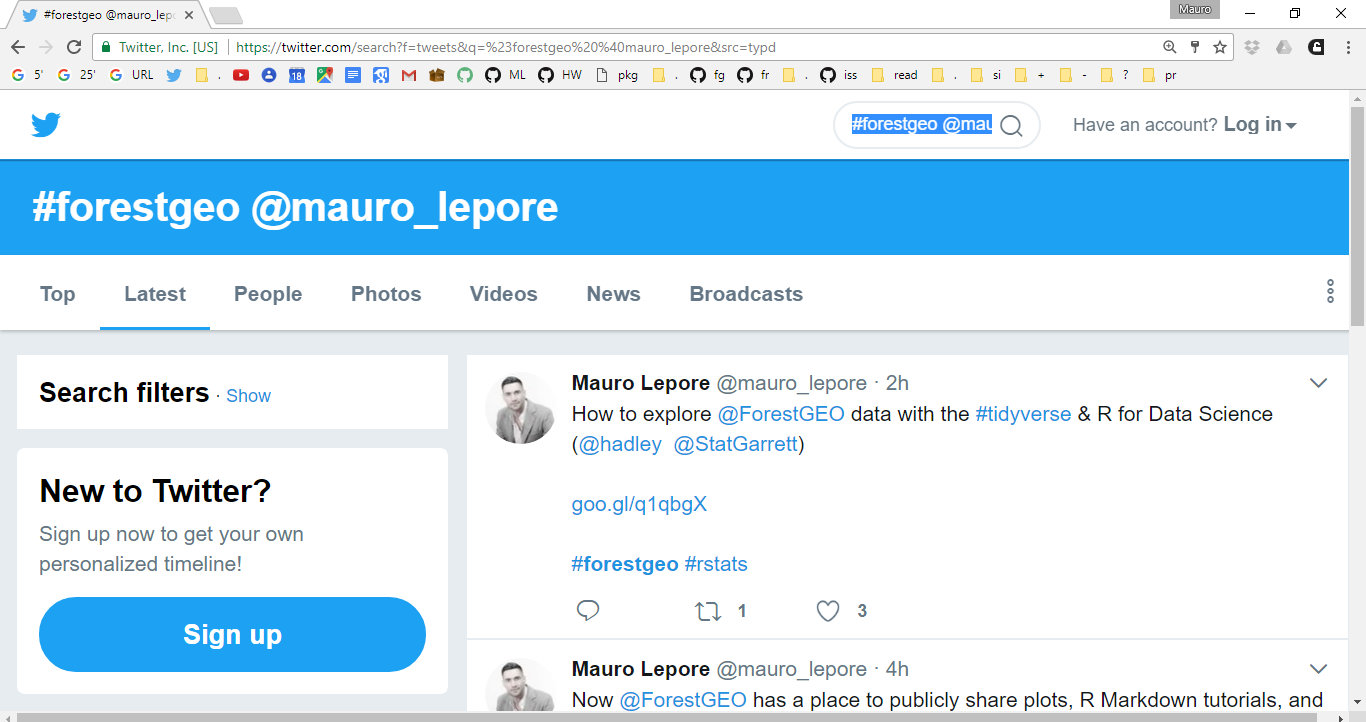 #forestgeo @mauro_lep
Mauro
Twitter, Inc. [US]
https://twitter.com/search?f=tweets&q=%23forestgeo%20%40mauro_lepore&src=typd
5' 25' URL . 18 ML HW pkg . fg fr . iss read . si + - ? pr
#forestgeo @mau
Have an account? Log in
#forestgeo @mauro_lepore
Top Latest People Photos Videos News Broadcasts
Search filters · Show
New to Twitter?
Sign up now to get your own
personalized timeline!
Sign up
Mauro Lepore @mauro_lepore · 2h
How to explore @ForestGEO data with the #tidyverse & R for Data Science
(@hadley @StatGarrett)
goo.gl/q1qbgX
#forestgeo #rstats
1 3
Mauro Lepore @mauro_lepore · 4h
Now @ForestGEO has a place to publicly share plots, R Markdown tutorials, and